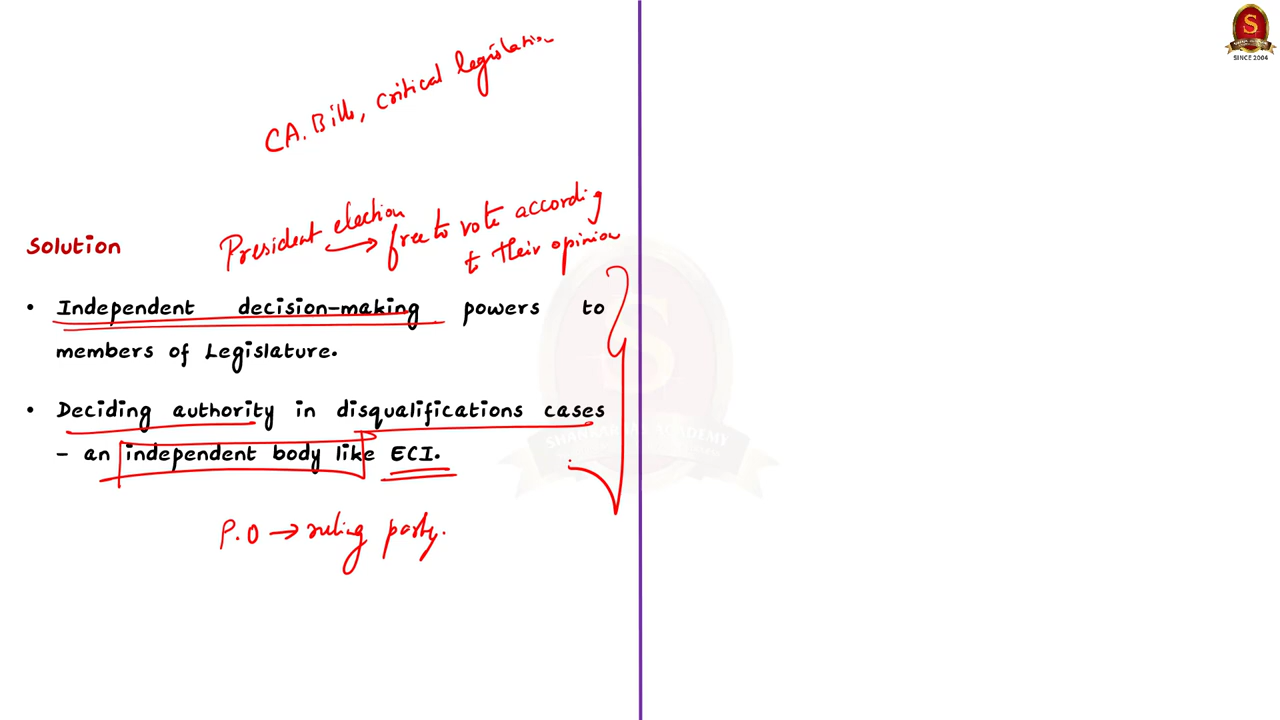 S
SINCE 2004
CA. Bills, critical legislation
President election → free to vote according
to their opinion
Solution
• Independent decision-making powers to
members of Legislature.
• Deciding authority in disqualifications cases
– an independent body like ECI.
P.O → ruling party.